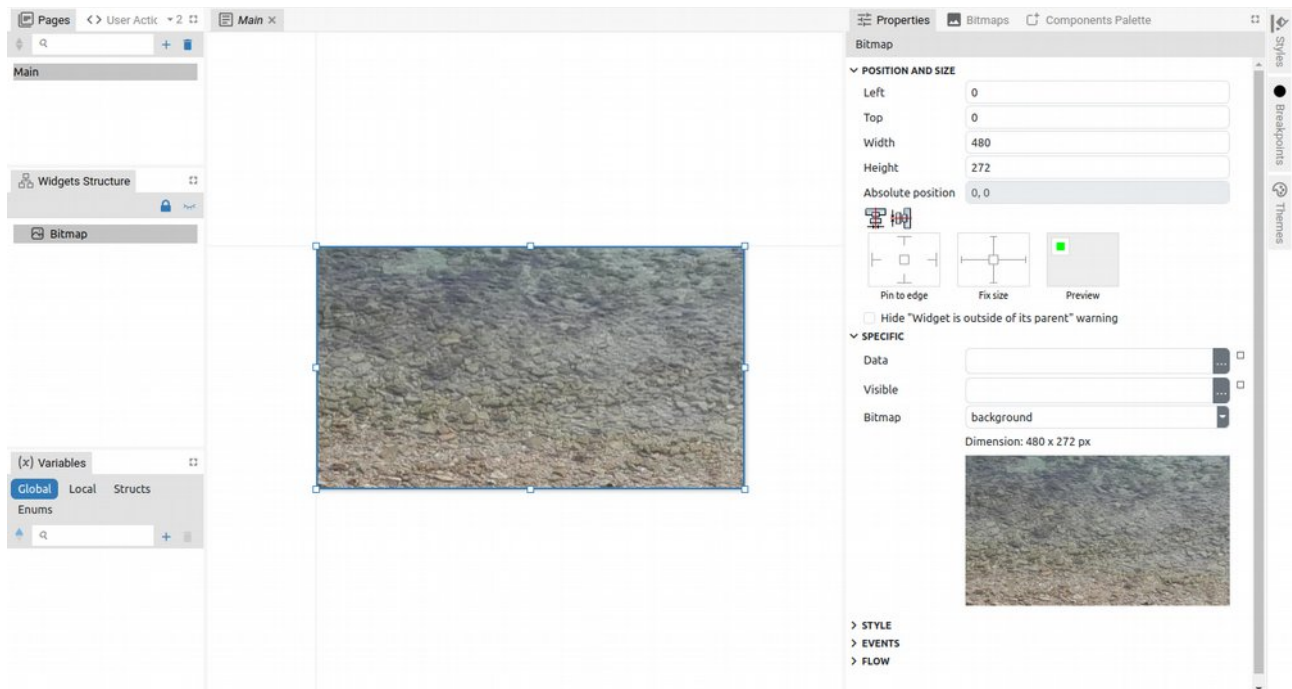 Pages
User Actic
2
Main
Main
Widgets Structure
Bitmap
(x) Variables
Global
Local
Structs
Enums
Properties
Bitmaps
Components Palette
Bitmap
POSITION AND SIZE
Left
0
Top
0
Width
480
Height
272
Absolute position
0, 0
Pin to edge
Fix size
Preview
Hide "Widget is outside of its parent" warning
SPECIFIC
Data
...
Visible
...
Bitmap
background
Dimension: 480 x 272 px
STYLE
EVENTS
FLOW
Styles
Breakpoints
Themes